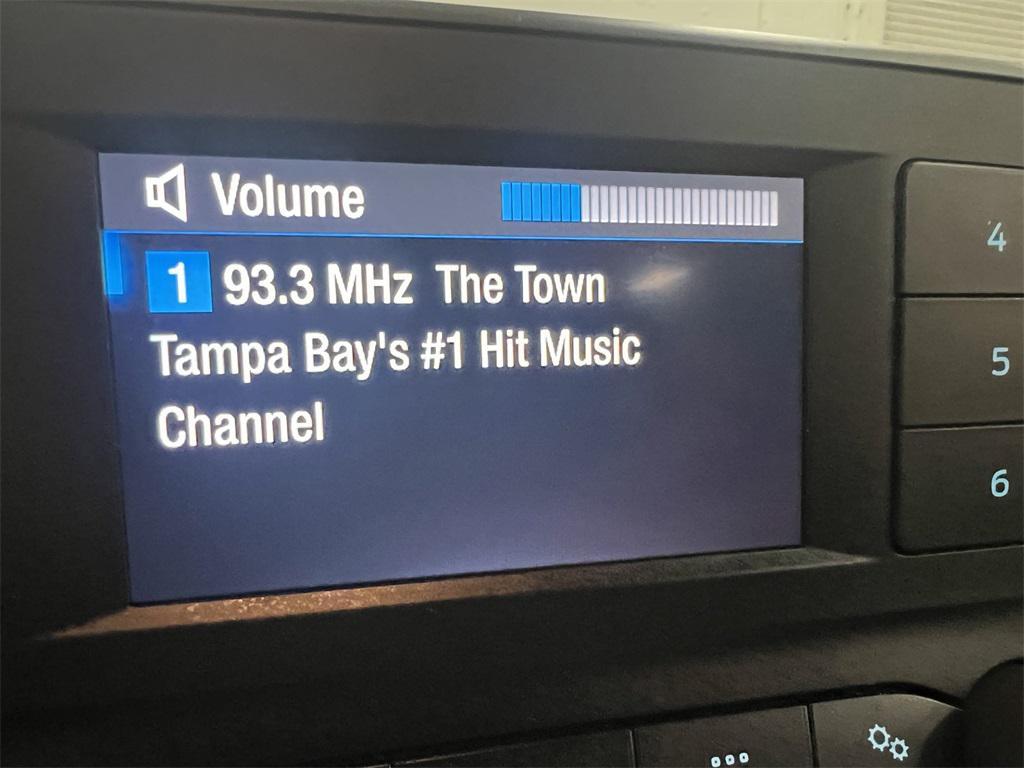 Volume
1 93.3 MHz The Town
Tampa Bay's #1 Hit Music
Channel
4
5
6